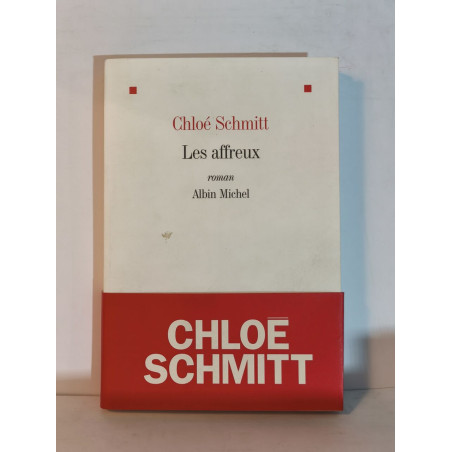 Chloé Schmitt
Les affreux
roman
Albin Michel
CHLOÉ
SCHMITT